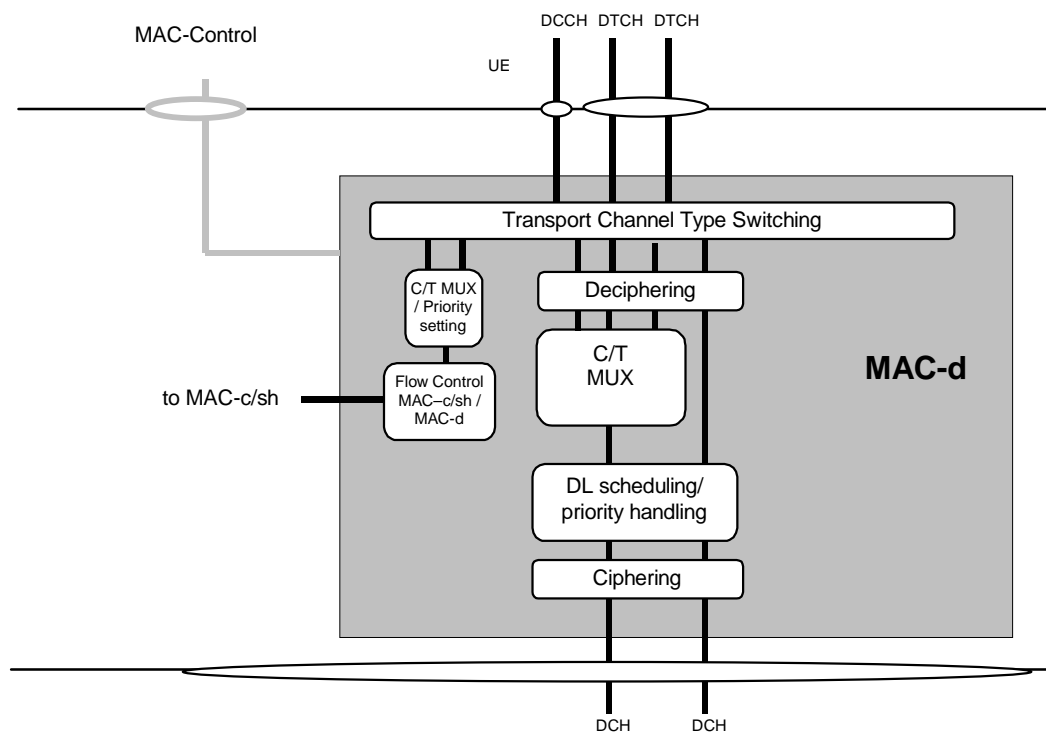 DCCH DTCH DTCH
MAC-Control
UE
Transport Channel Type Switching
C/T MUX
/ Priority
setting
Deciphering
C/T
MUX
MAC-d
Flow Control
MAC–c/sh /
MAC-d
to MAC-c/sh
DL scheduling/
priority handling
Ciphering
DCH DCH